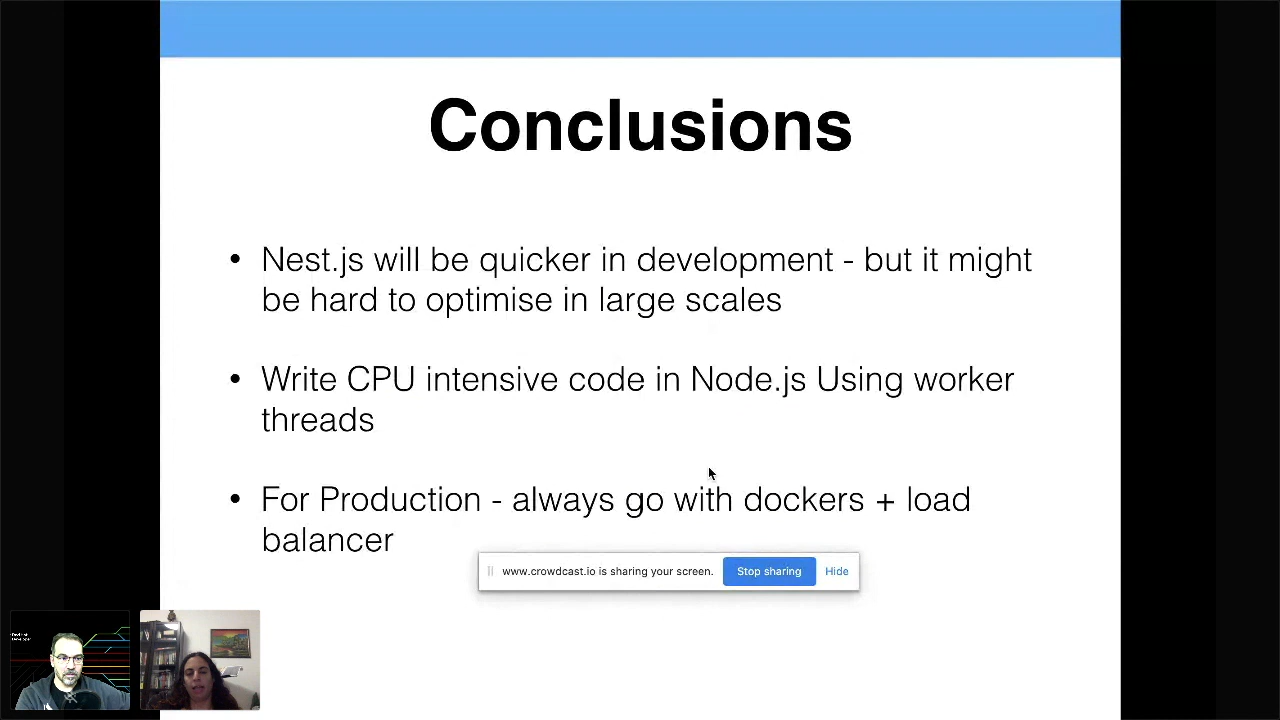 Conclusions
• Nest.js will be quicker in development - but it might
be hard to optimise in large scales
• Write CPU intensive code in Node.js Using worker
threads
• For Production - always go with dockers + load
balancer
www.crowdcast.io is sharing your screen. Stop sharing Hide
Developer